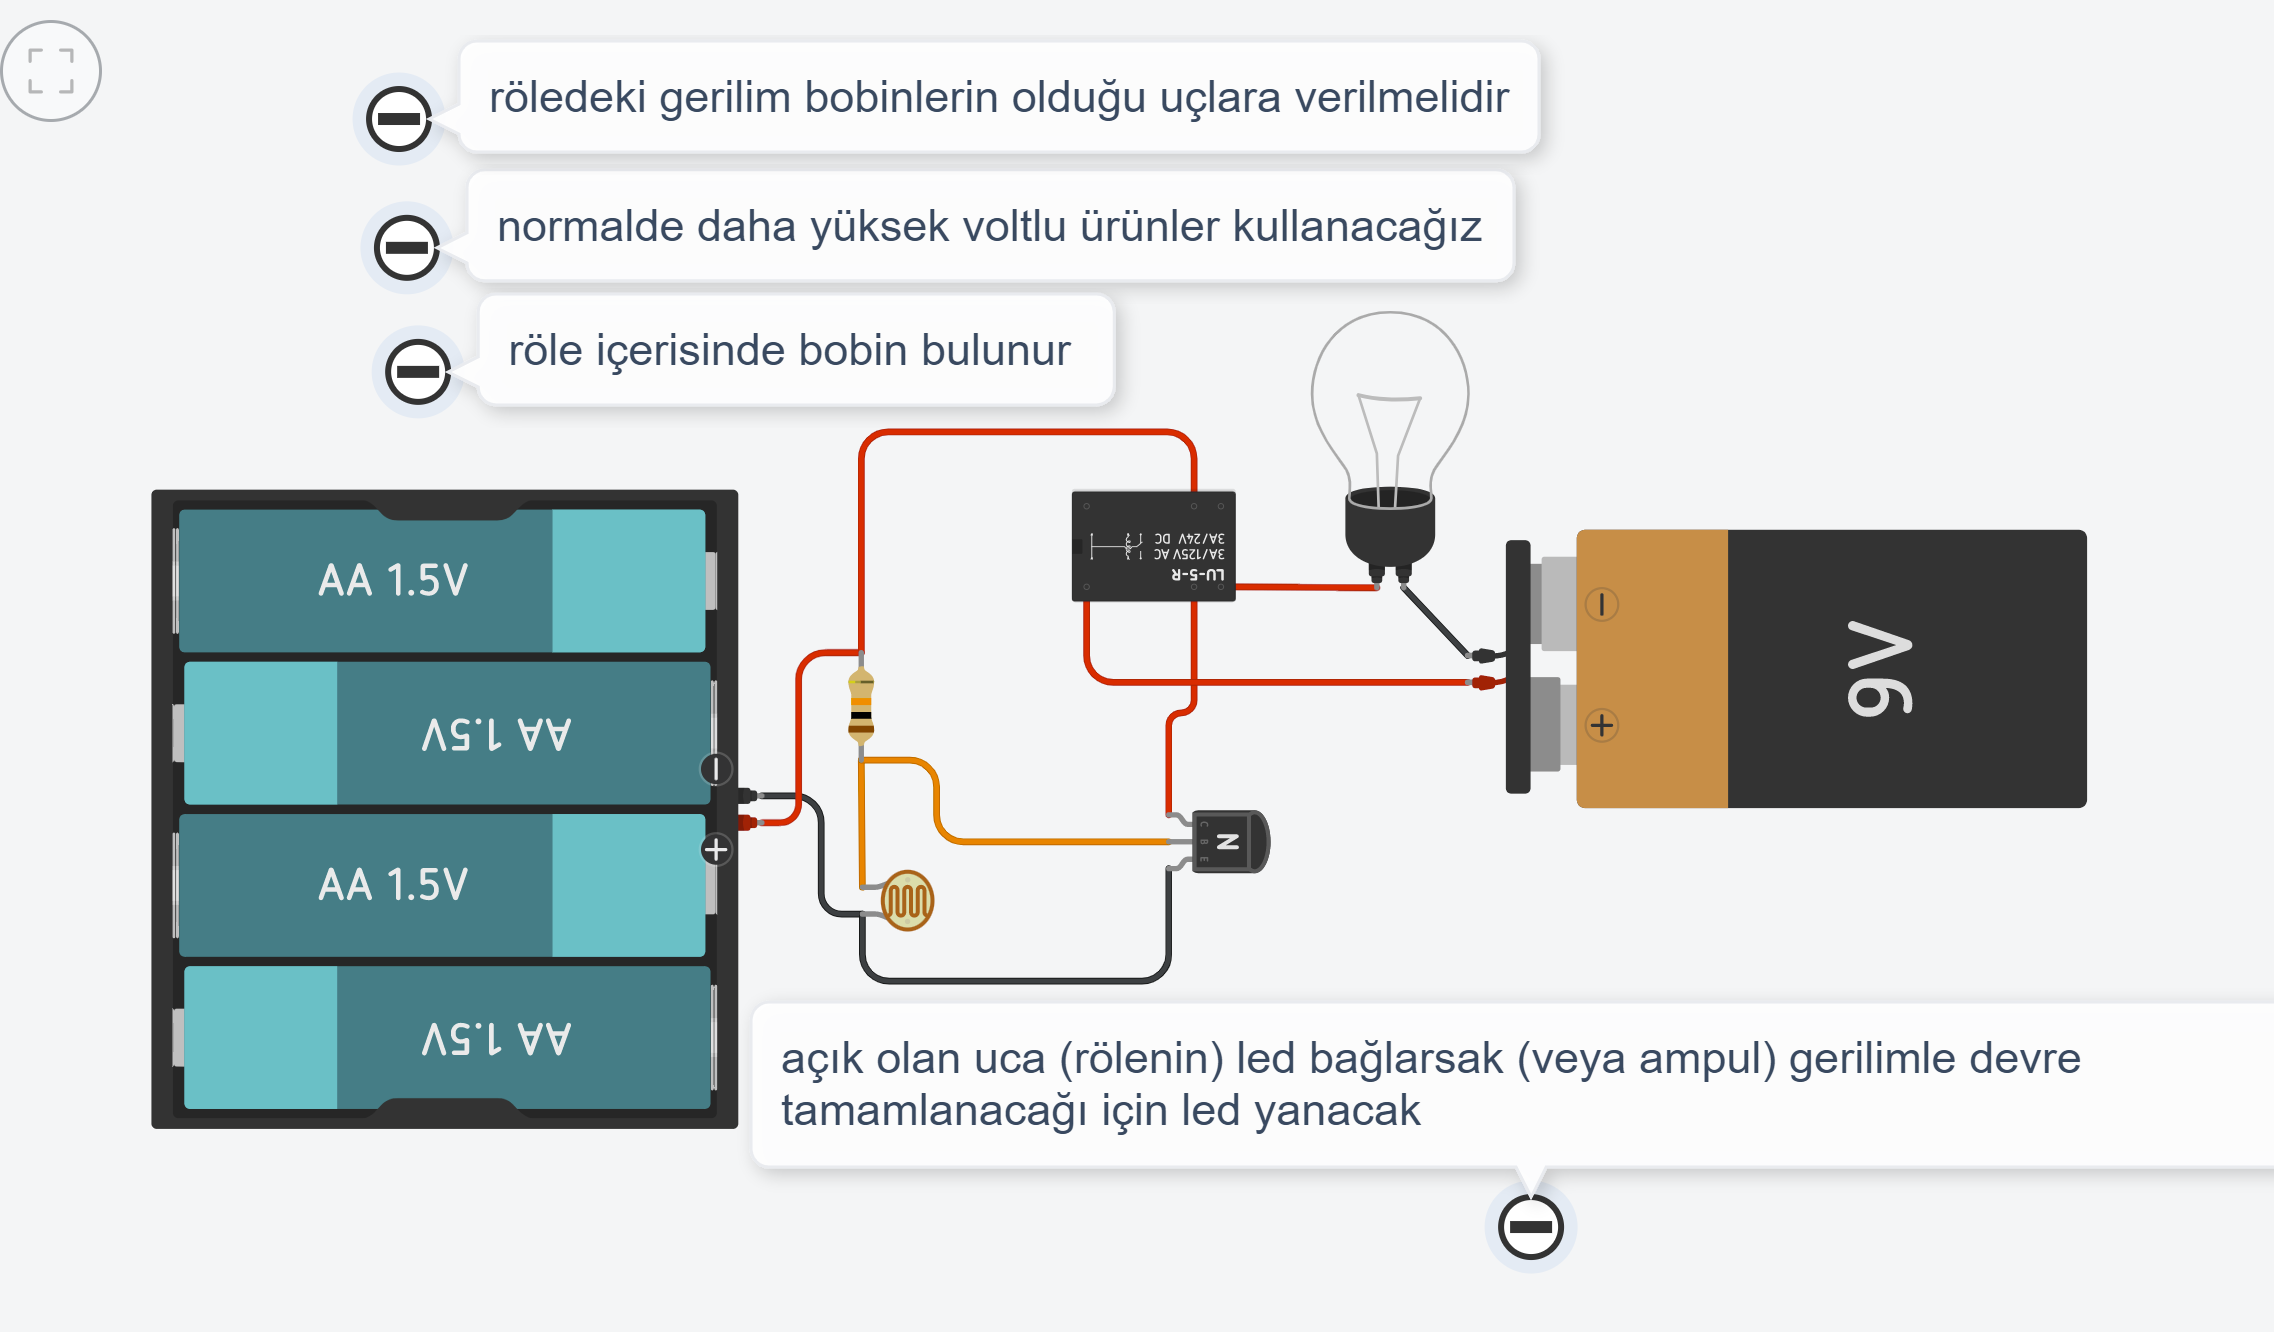 röledeki gerilim bobinlerin olduğu uçlara verilmelidir
normalde daha yüksek voltlu ürünler kullanacağız
röle içerisinde bobin bulunur
AA 1.5V
AA 1.5V
AA 1.5V
AA 1.5V
LU-5-R
3A/125V AC
3A/24V DC
9V
C
B
E
N
açık olan uca (rölenin) led bağlarsak (veya ampul) gerilimle devre
tamamlanacağı için led yanacak